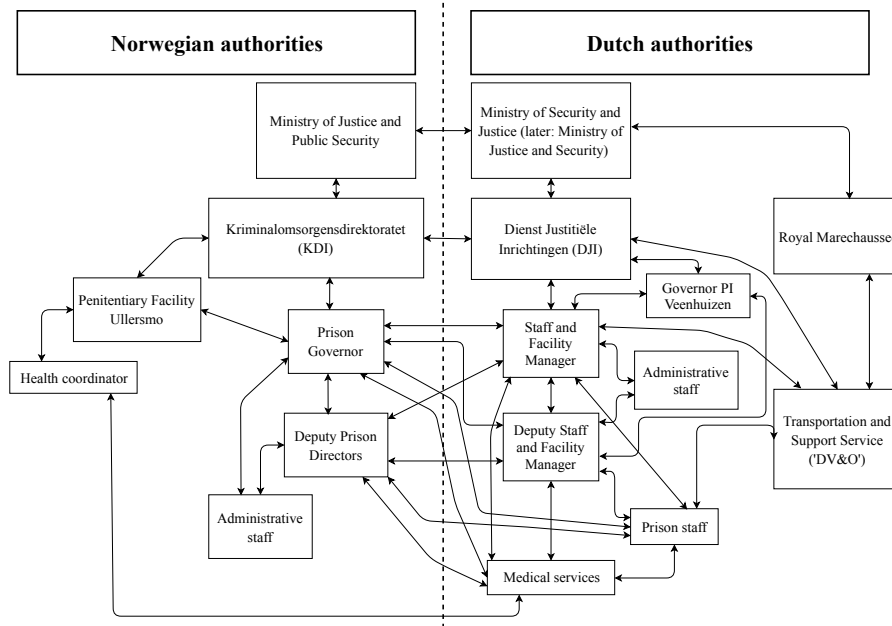 Norwegian authorities
Dutch authorities
Ministry of Justice and
Public Security
Ministry of Security and
Justice (later: Ministry of
Justice and Security)
Kriminalomsorgensdirektoratet
(KDI)
Dienst Justitiële
Inrichtingen (DJI)
Royal Marechaussee
Penitentiary Facility
Ullersmo
Governor PI
Veenhuizen
Prison
Governor
Staff and
Facility
Manager
Health coordinator
Administrative
staff
Deputy Prison
Directors
Deputy Staff
and Facility
Manager
Transportation and
Support Service
('DV&O')
Administrative
staff
Prison staff
Medical services